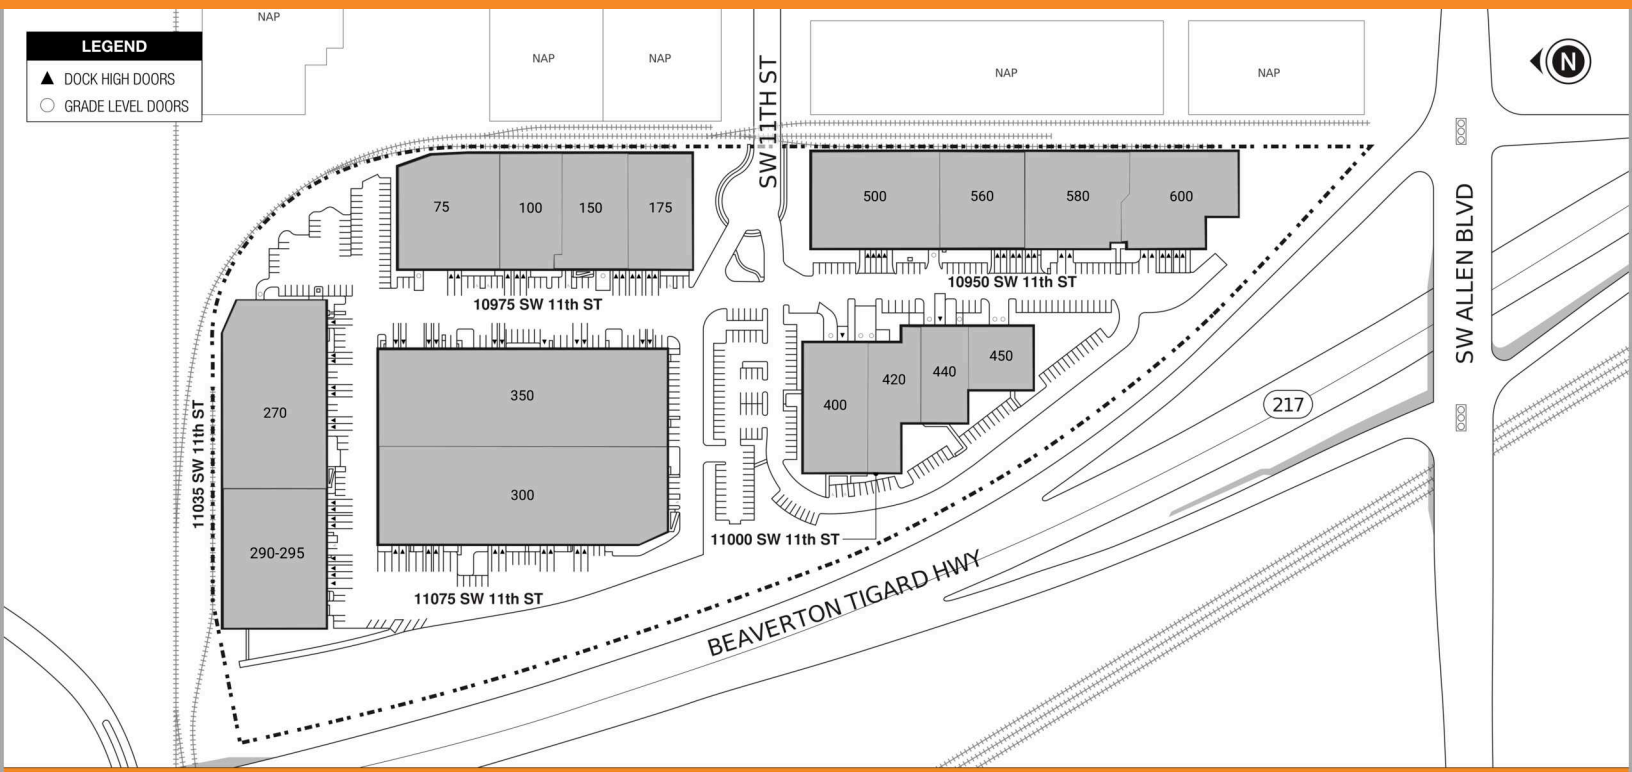 NAP
LEGEND
DOCK HIGH DOORS
GRADE LEVEL DOORS
NAP
NAP
NAP
NAP
N
SW 11TH ST
SW ALLEN BLVD
75
100
150
175
10975 SW 11th ST
500
560
580
600
10950 SW 11th ST
270
290-295
11035 SW 11th ST
350
300
11075 SW 11th ST
400
420
440
450
11000 SW 11th ST
217
BEAVERTON TIGARD HWY